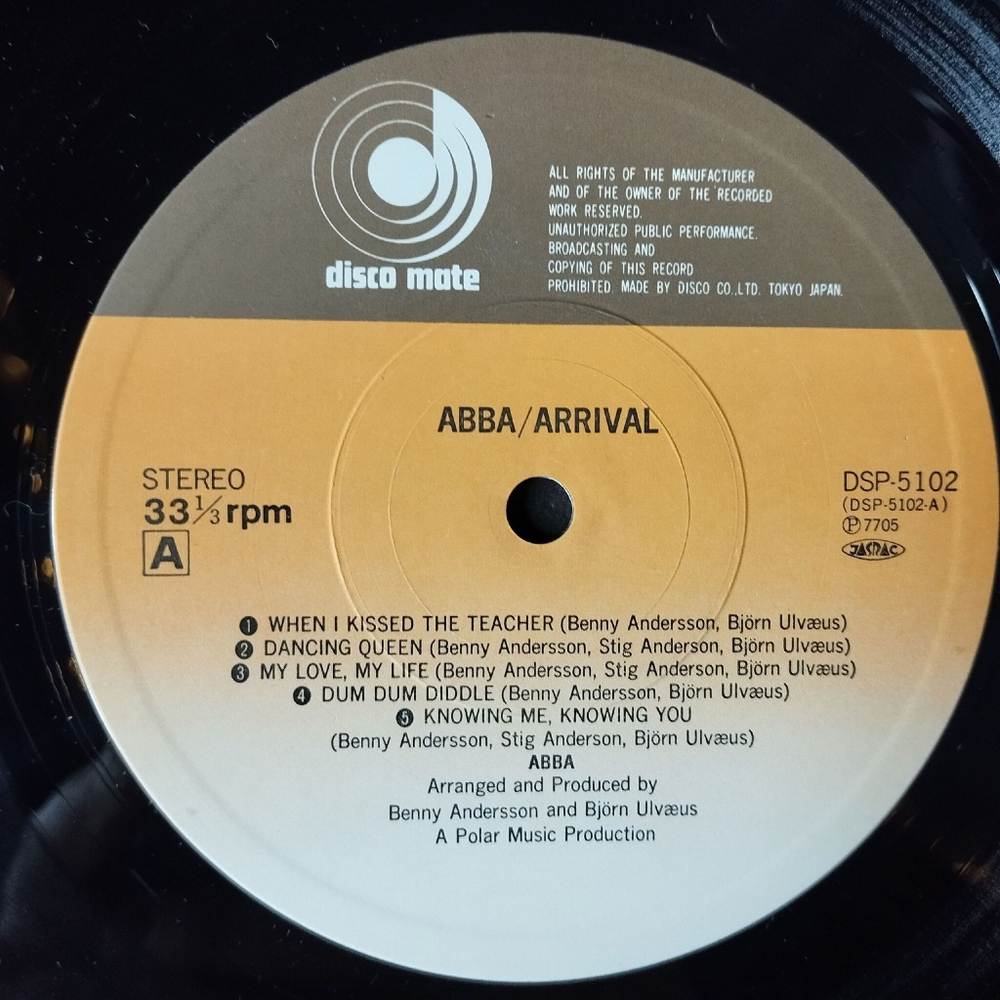 disco mate
ALL RIGHTS OF THE MANUFACTURER
AND OF THE OWNER OF THE RECORDED
WORK RESERVED.
UNAUTHORIZED PUBLIC PERFORMANCE.
BROADCASTING AND
COPYING OF THIS RECORD
PROHIBITED. MADE BY DISCO CO.,LTD. TOKYO JAPAN.
ABBA/ARRIVAL
STEREO
33 1/3 rpm
A
DSP-5102
(DSP-5102-A)
Ⓟ7705
JASRAC
❶ WHEN I KISSED THE TEACHER (Benny Andersson, Björn Ulvæus)
❷ DANCING QUEEN (Benny Andersson, Stig Anderson, Björn Ulvæus)
❸ MY LOVE, MY LIFE (Benny Andersson, Stig Anderson, Björn Ulvæus)
❹ DUM DUM DIDDLE (Benny Andersson, Björn Ulvæus)
❺ KNOWING ME, KNOWING YOU
(Benny Andersson, Stig Anderson, Björn Ulvæus)
ABBA
Arranged and Produced by
Benny Andersson and Björn Ulvæus
A Polar Music Production